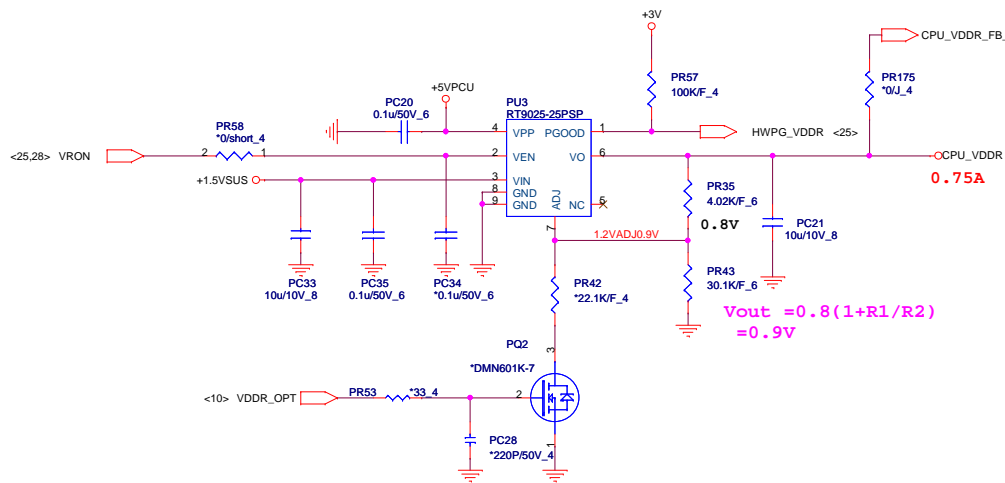 +3V
CPU_VDDR_FB_
PR175
*0/J_4
+5VPCU
PR57
100K/F_4
PC20
0.1u/50V_6
PU3
RT9025-25PSP
PR58
*0/short_4
4 VPP PGOOD 1
HWPG_VDDR <25>
<25,28> VRON
2 1
2 VEN VO 6
CPU_VDDR
0.75A
+1.5VSUS
3 VIN
8 GND
9 GND
ADJ
NC 5
7
PR35
4.02K/F_6
0.8V
PC21
10u/10V_8
1.2VADJ0.9V
PC33
10u/10V_8
PC35
0.1u/50V_6
PC34
*0.1u/50V_6
PR42
*22.1K/F_4
PR43
30.1K/F_6
Vout =0.8(1+R1/R2)
=0.9V
PQ2
*DMN601K-7
3
<10> VDDR_OPT
PR53
*33_4
2
1
PC28
*220P/50V_4